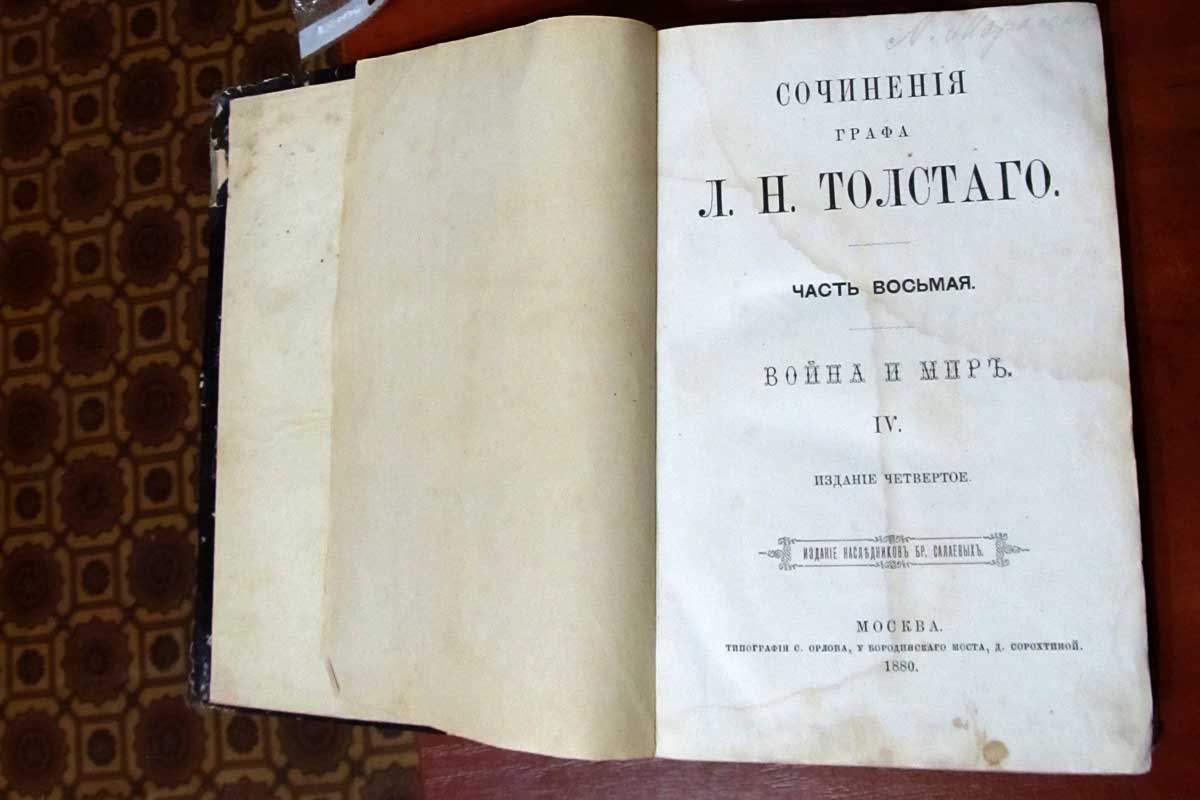 СОЧИНЕНІЯ
ГРАФА
Л. Н. ТОЛСТАГО.
ЧАСТЬ ВОСЬМАЯ.
ВОЙНА И МИРЪ.
IV.
ИЗДАНІЕ ЧЕТВЕРТОЕ.
ИЗДАНІЕ НАСЛѢДНИКОВЪ БР. САЛАЕВЫХЪ.
МОСКВА.
ТИПОГРАФІЯ С. ОРЛОВА, У БОРОДИНСКАГО МОСТА, Д. СОРОХТИНОЙ.
1880.